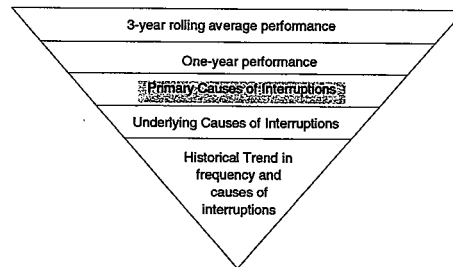 3-year rolling average performance
One-year performance
Primary Causes of Interruptions
Underlying Causes of Interruptions
Historical Trend in
frequency and
causes of
interruptions